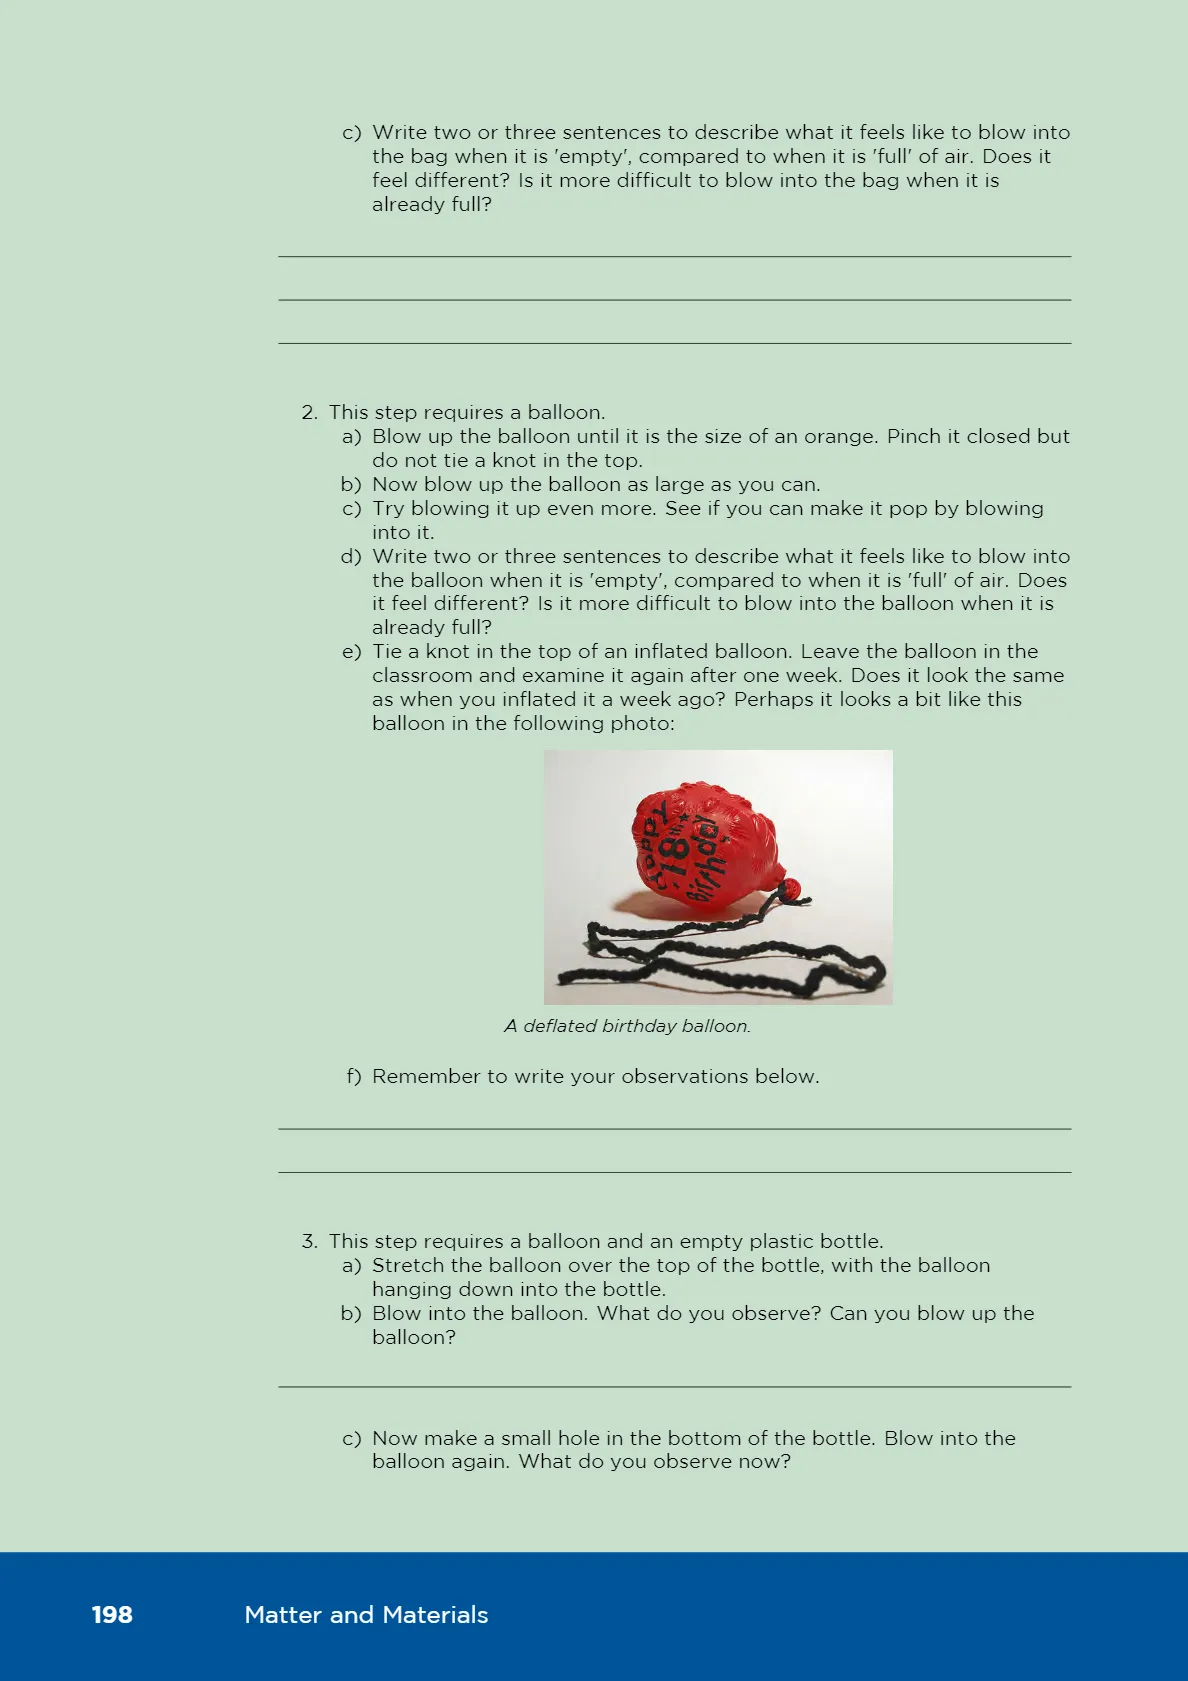 c) Write two or three sentences to describe what it feels like to blow into
the bag when it is 'empty', compared to when it is 'full' of air. Does it
feel different? Is it more difficult to blow into the bag when it is
already full?
2. This step requires a balloon.
a) Blow up the balloon until it is the size of an orange. Pinch it closed but
do not tie a knot in the top.
b) Now blow up the balloon as large as you can.
c) Try blowing it up even more. See if you can make it pop by blowing
into it.
d) Write two or three sentences to describe what it feels like to blow into
the balloon when it is 'empty', compared to when it is 'full' of air. Does
it feel different? Is it more difficult to blow into the balloon when it is
already full?
e) Tie a knot in the top of an inflated balloon. Leave the balloon in the
classroom and examine it again after one week. Does it look the same
as when you inflated it a week ago? Perhaps it looks a bit like this
balloon in the following photo:
Happy
18th
Birthday
A deflated birthday balloon.
f) Remember to write your observations below.
3. This step requires a balloon and an empty plastic bottle.
a) Stretch the balloon over the top of the bottle, with the balloon
hanging down into the bottle.
b) Blow into the balloon. What do you observe? Can you blow up the
balloon?
c) Now make a small hole in the bottom of the bottle. Blow into the
balloon again. What do you observe now?
198 Matter and Materials